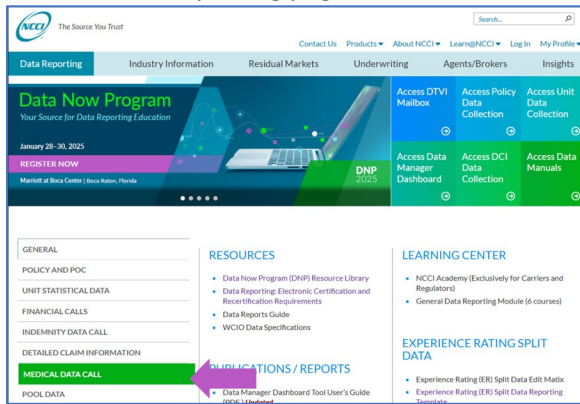 NCCI
The Source You Trust
Search...
Contact Us Products About NCCI Learn@NCCI Log In My Profile
Data Reporting Industry Information Residual Markets Underwriting Agents/Brokers Insights
Data Now Program
Your Source for Data Reporting Education
January 28-30, 2025
REGISTER NOW
Marriott at Boca Center | Boca Raton, Florida
DNP
2025
Access DTVI
Mailbox
Access Policy
Data
Collection
Access Unit
Data
Collection
Access Data
Manager
Dashboard
Access DCI
Data
Collection
Access Data
Manuals
GENERAL
POLICY AND POC
UNIT STATISTICAL DATA
FINANCIAL CALLS
INDEMNITY DATA CALL
DETAILED CLAIM INFORMATION
MEDICAL DATA CALL
POOL DATA
RESOURCES
Data Now Program (DNP) Resource Library
Data Reporting: Electronic Certification and
Recertification Requirements
Data Reports Guide
WCIO Data Specifications
PUBLICATIONS / REPORTS
Data Manager Dashboard Tool User's Guide
(PDF) Updated
LEARNING CENTER
NCCI Academy (Exclusively for Carriers and
Regulators)
General Data Reporting Module (6 courses)
EXPERIENCE RATING SPLIT
DATA
Experience Rating (ER) Split Data Edit Matix
Experience Rating (ER) Split Data Reporting
Template